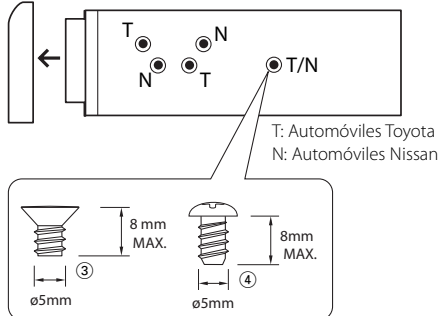 T
N
N
T
T/N
T: Automóviles Toyota
N: Automóviles Nissan
8 mm
MAX.
③
ø5mm
8mm
MAX.
④
ø5mm